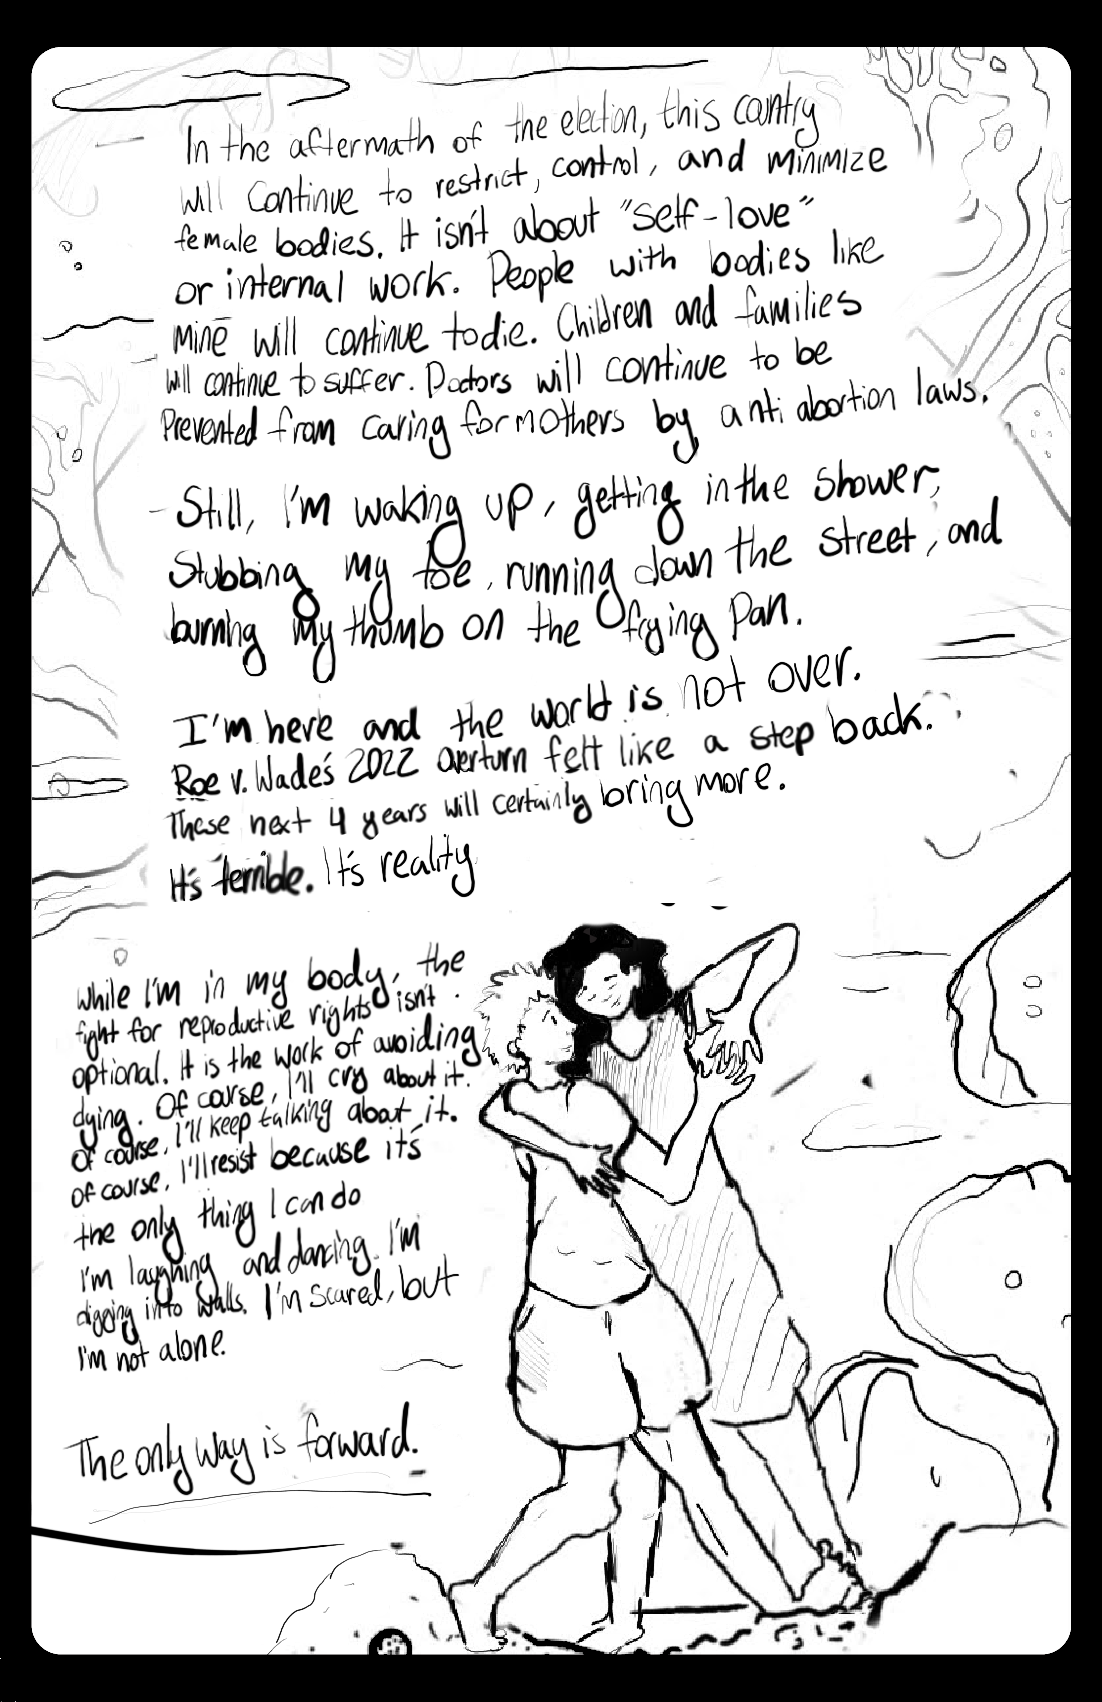 In the aftermath of the election, this country
will continue to restrict, control, and minimize
female bodies. It isn't about "self-love"
or internal work. People with bodies like
mine will continue to die. Children and families
will continue to suffer. Doctors will continue to be
prevented from caring for mothers by anti abortion laws.
Still, I'm waking up, getting in the shower,
stubbing my toe, running down the street, and
burning my thumb on the frying pan.
I'm here and the world is not over.
Roe v. Wade's 2022 overturn felt like a step back.
These next 4 years will certainly bring more.
It's terrible. It's reality
While I'm in my body, the
fight for reproductive rights isn't
optional. It is the work of avoiding
dying. Of course, I'll cry about it.
Of course, I'll keep talking about it.
Of course, I'll resist because it's
the only thing I can do
I'm laughing and dancing. I'm
digging into walls. I'm scared, but
I'm not alone.
The only way is forward.